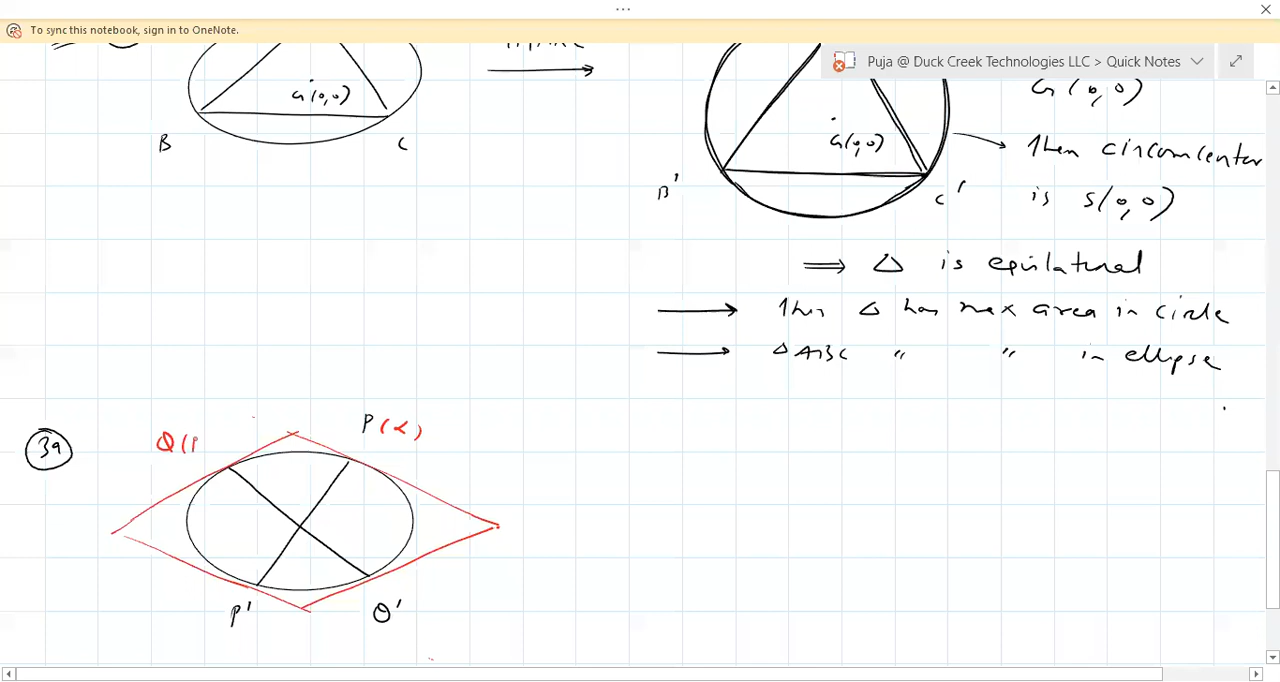 To sync this notebook, sign in to OneNote.
Puja @ Duck Creek Technologies LLC > Quick Notes
G(0,0)
B
C
G(0,0)
B'
C'
G(0,0)
then circumcenter
is S(0,0)
⟹ Δ is equilateral
⟶ This Δ has max area in circle
⟶ ΔABC " " in ellipse
39
Q(
P(α)
P'
Q'